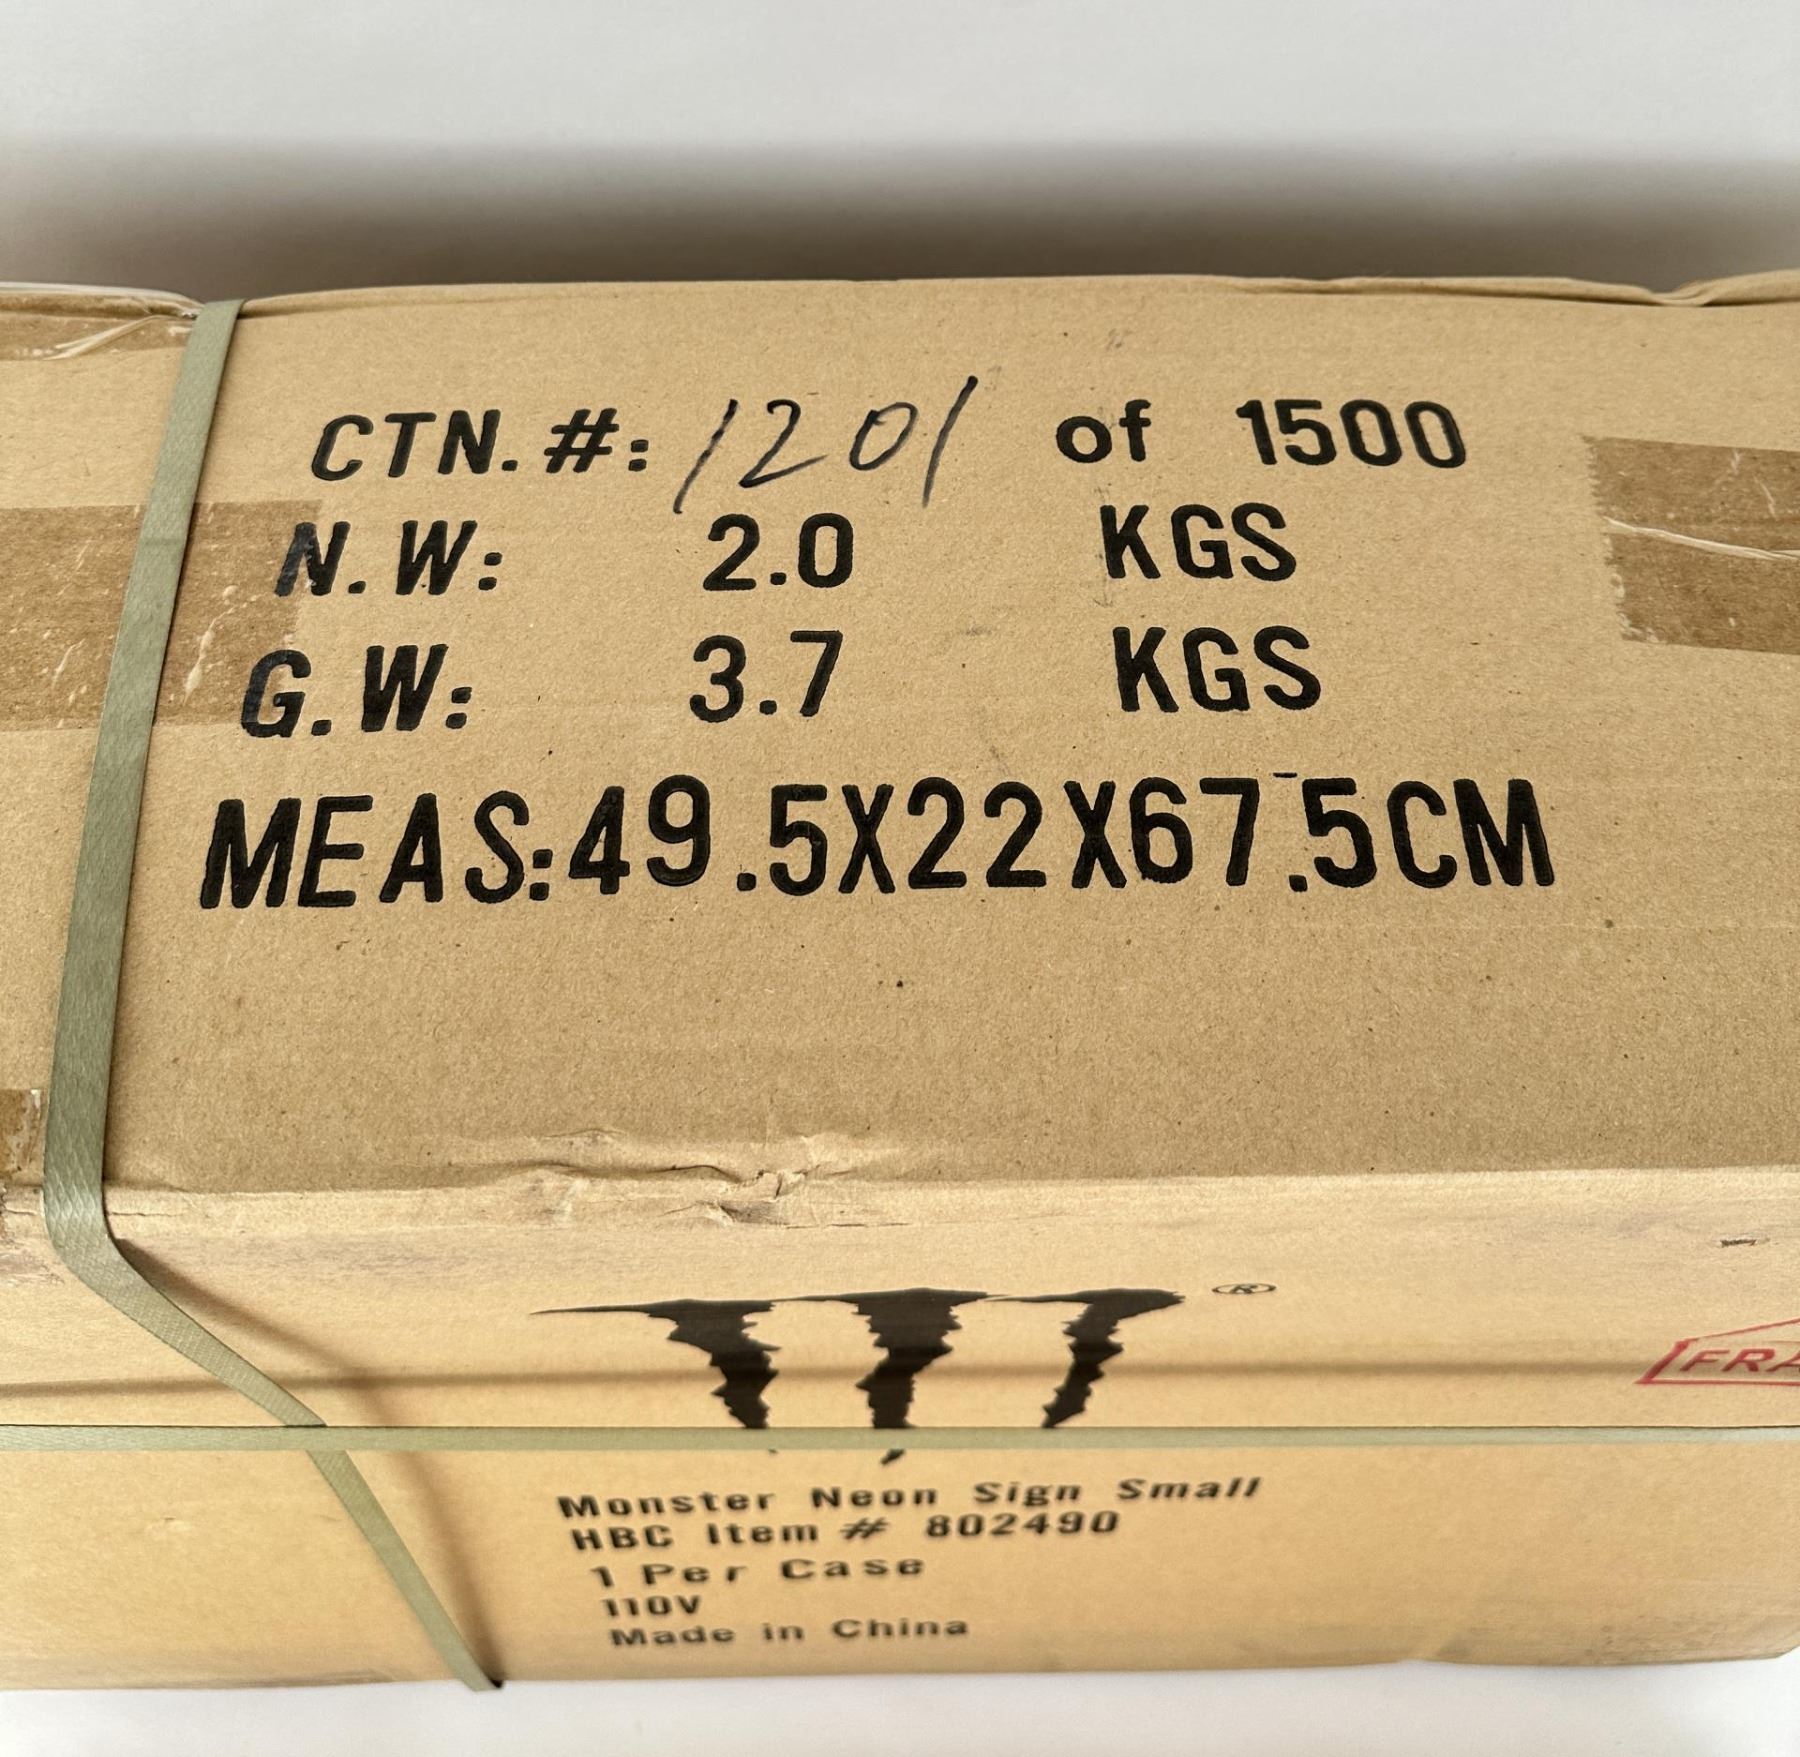 CTN.#: 1201 of 1500
N.W: 2.0 KGS
G.W: 3.7 KGS
MEAS:49.5X22X67.5CM
®
FRA
Monster Neon Sign Small
HBC Item # 802490
1 Per Case
110V
Made in China